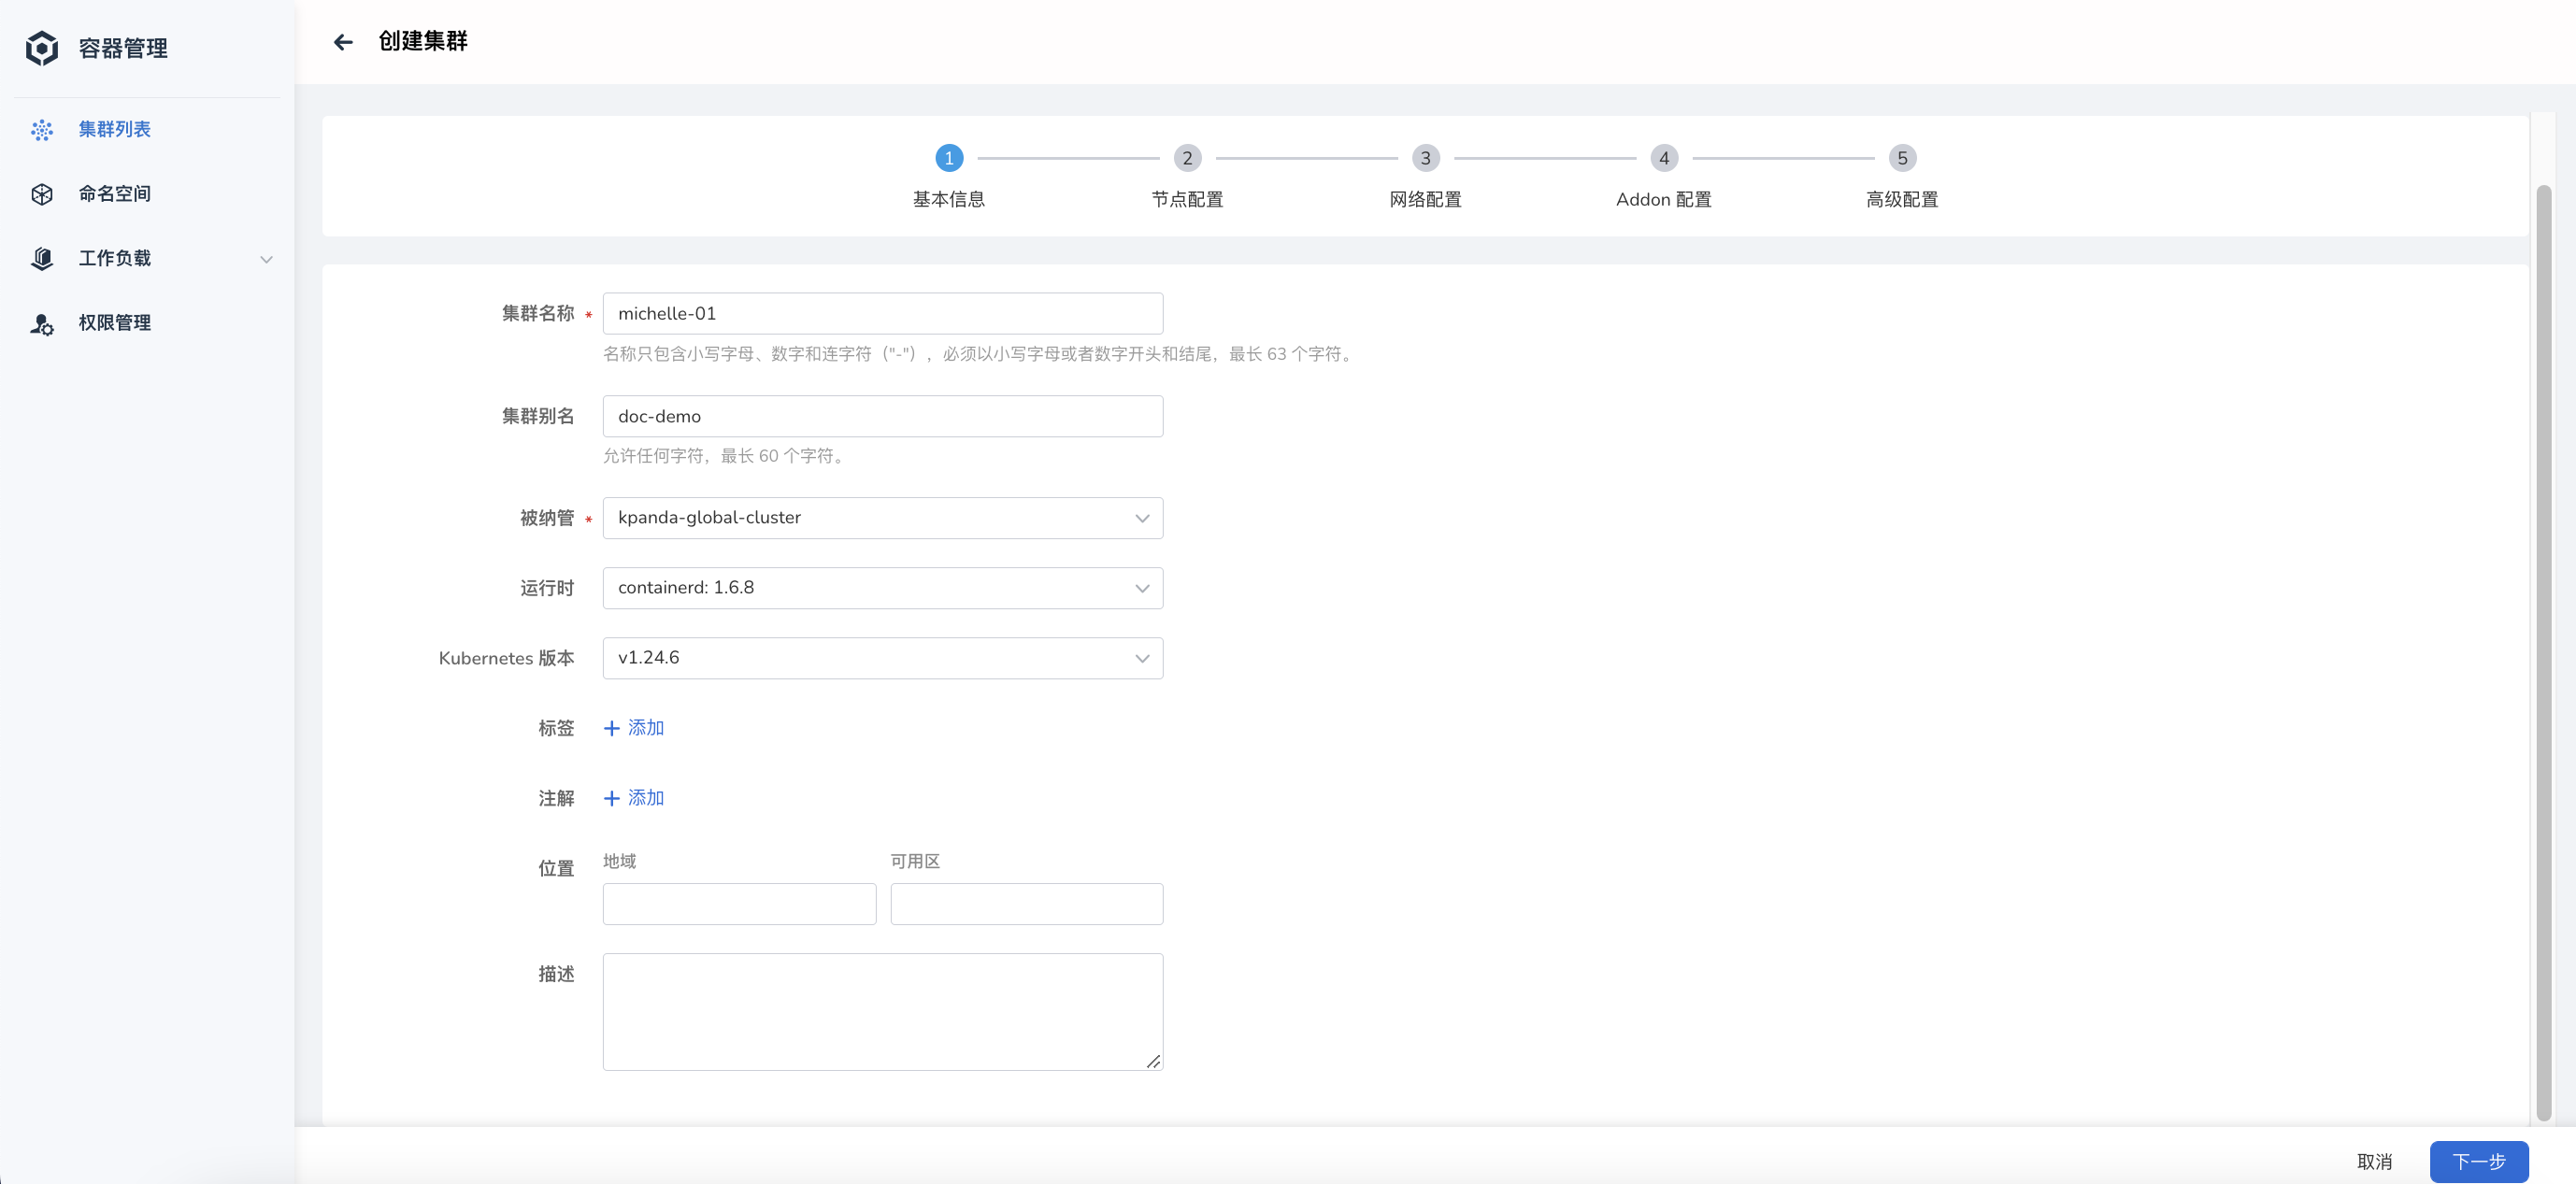 容器管理
集群列表
命名空间
工作负载
权限管理
创建集群
1 2 3 4 5
基本信息 节点配置 网络配置 Addon 配置 高级配置
集群名称 * michelle-01
名称只包含小写字母、数字和连字符（"-"），必须以小写字母或者数字开头和结尾，最长 63 个字符。
集群别名 doc-demo
允许任何字符，最长 60 个字符。
被纳管 * kpanda-global-cluster
运行时 containerd: 1.6.8
Kubernetes 版本 v1.24.6
标签 + 添加
注解 + 添加
位置 地域 可用区
描述
取消 下一步